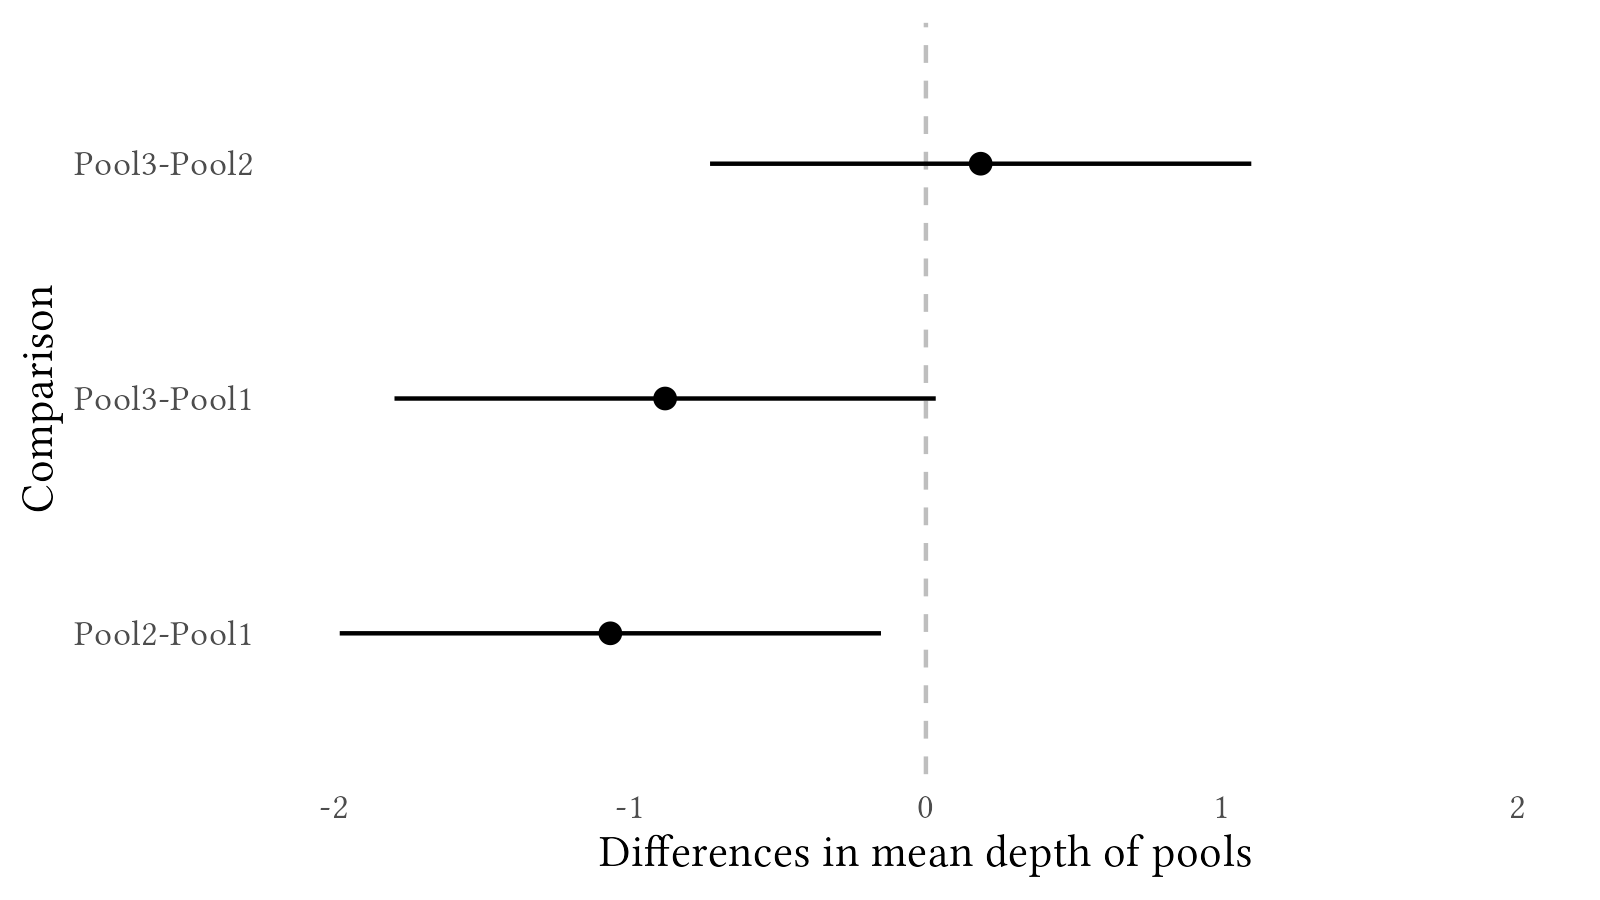 Comparison
Pool3-Pool2
Pool3-Pool1
Pool2-Pool1
-2 -1 0 1 2
Differences in mean depth of pools